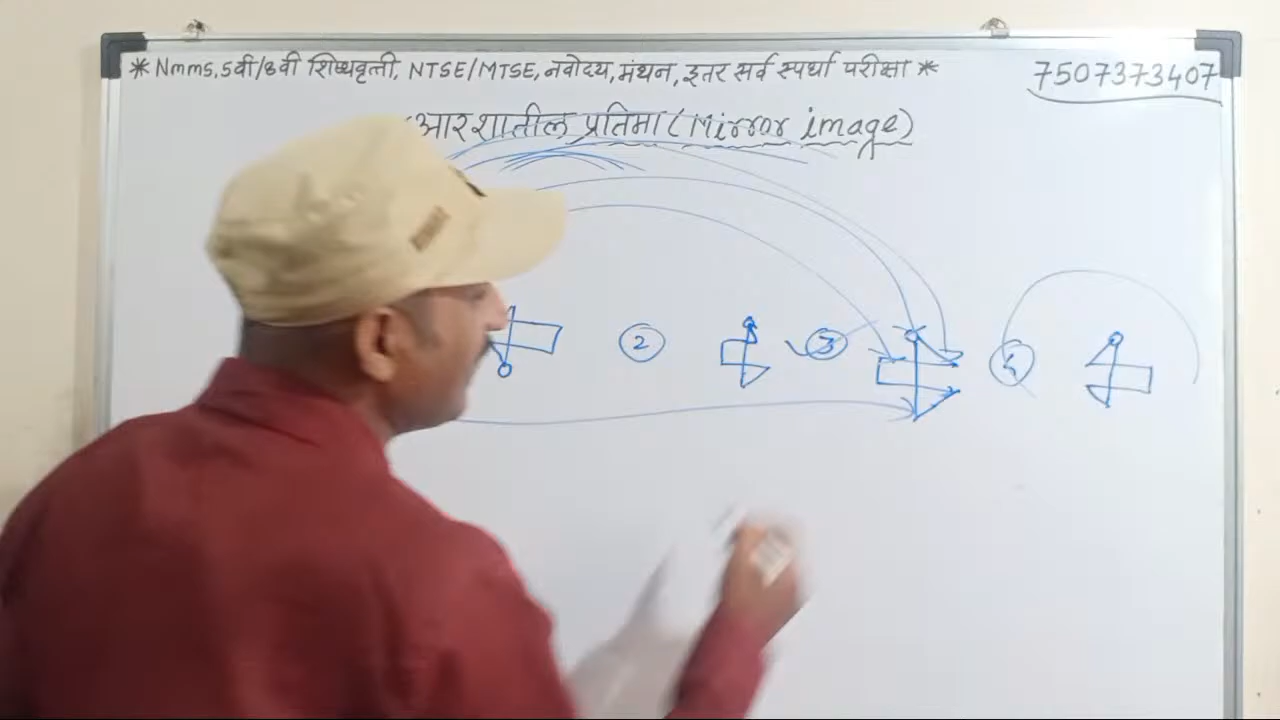 * Nmms, 5वी/8वी शिष्यवृत्ती, NTSE/MTSE, नवोदय, मंथन, इतर सर्व स्पर्धा परीक्षा * 7507373407
आरशातील प्रतिमा (Mirror image)
2 3 4